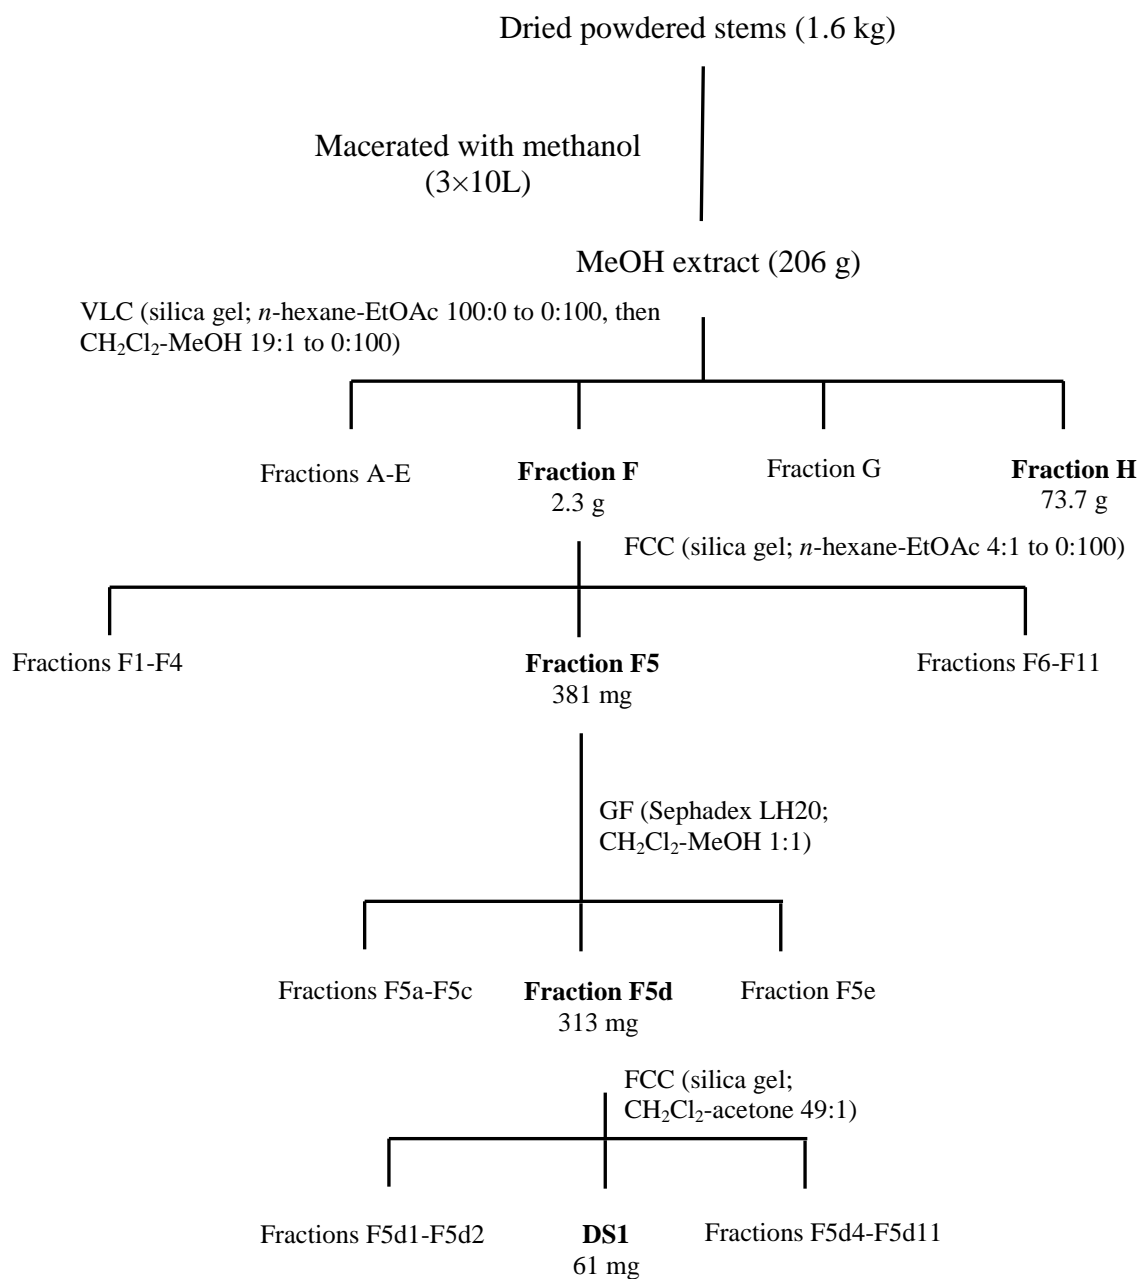 Dried powdered stems (1.6 kg)
Macerated with methanol
(3×10L)
MeOH extract (206 g)
VLC (silica gel; n-hexane-EtOAc 100:0 to 0:100, then
CH₂Cl₂-MeOH 19:1 to 0:100)
Fractions A-E
Fraction F
2.3 g
Fraction G
Fraction H
73.7 g
FCC (silica gel; n-hexane-EtOAc 4:1 to 0:100)
Fractions F1-F4
Fraction F5
381 mg
Fractions F6-F11
GF (Sephadex LH20;
CH₂Cl₂-MeOH 1:1)
Fractions F5a-F5c
Fraction F5d
313 mg
Fraction F5e
FCC (silica gel;
CH₂Cl₂-acetone 49:1)
Fractions F5d1-F5d2
DS1
61 mg
Fractions F5d4-F5d11